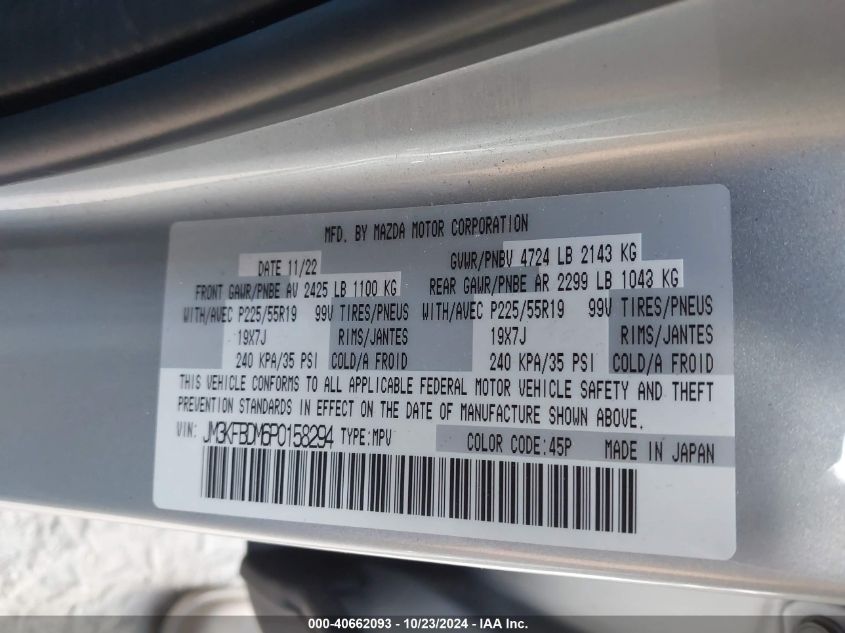 MFD. BY MAZDA MOTOR CORPORATION
DATE 11/22 GVWR/PNBV 4724 LB 2143 KG
FRONT GAWR/PNBE AV 2425 LB 1100 KG REAR GAWR/PNBE AR 2299 LB 1043 KG
WITH/AVEC P225/55R19 99V TIRES/PNEUS WITH/AVEC P225/55R19 99V TIRES/PNEUS
19X7J RIMS/JANTES 19X7J RIMS/JANTES
240 KPA/35 PSI COLD/A FROID 240 KPA/35 PSI COLD/A FROID
THIS VEHICLE CONFORMS TO ALL APPLICABLE FEDERAL MOTOR VEHICLE SAFETY AND THEFT
PREVENTION STANDARDS IN EFFECT ON THE DATE OF MANUFACTURE SHOWN ABOVE.
VIN: JM3KFBDM6P0158294 TYPE:MPV COLOR CODE:45P MADE IN JAPAN
000-40662093 - 10/23/2024 - IAA Inc.